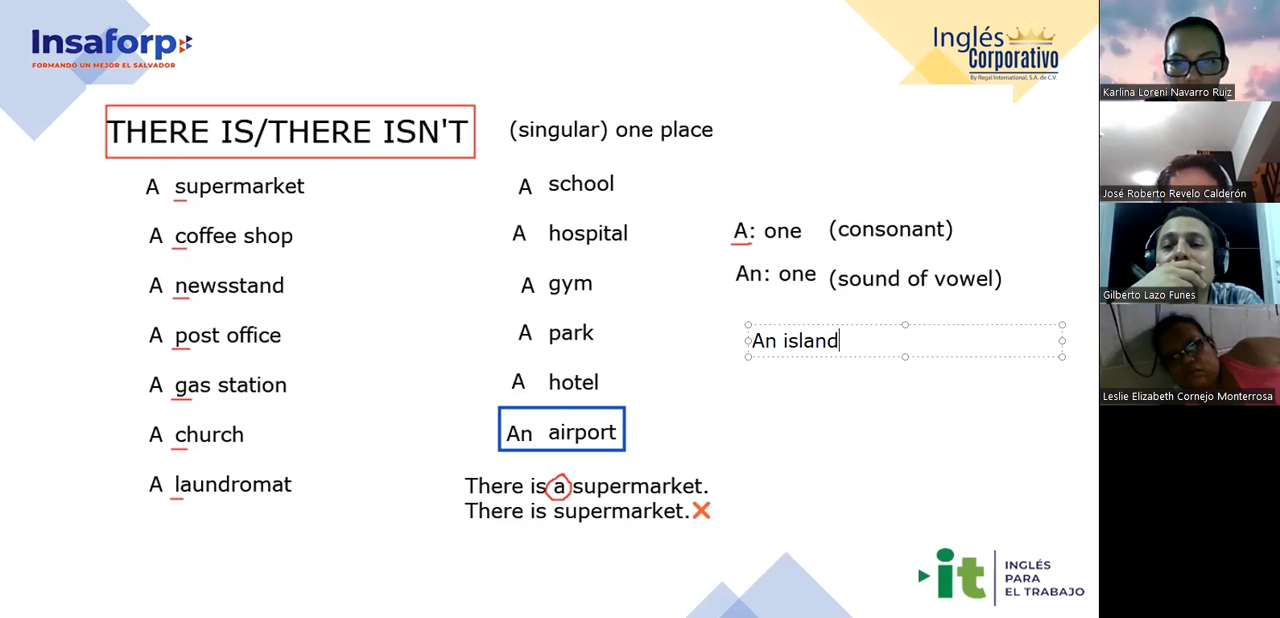 Insaforp
FORMANDO UN MEJOR EL SALVADOR
Inglés
Corporativo
By Regal International, S.A. de C.V.
THERE IS/THERE ISN'T
(singular) one place
A supermarket
A coffee shop
A newsstand
A post office
A gas station
A church
A laundromat
A school
A hospital
A gym
A park
A hotel
An airport
There is a supermarket.
There is supermarket.
A: one (consonant)
An: one (sound of vowel)
An island
it
INGLÉS
PARA
EL TRABAJO
Karlina Loreni Navarro Ruiz
José Roberto Revelo Calderón
Gilberto Lazo Funes
Leslie Elizabeth Cornejo Monterrosa